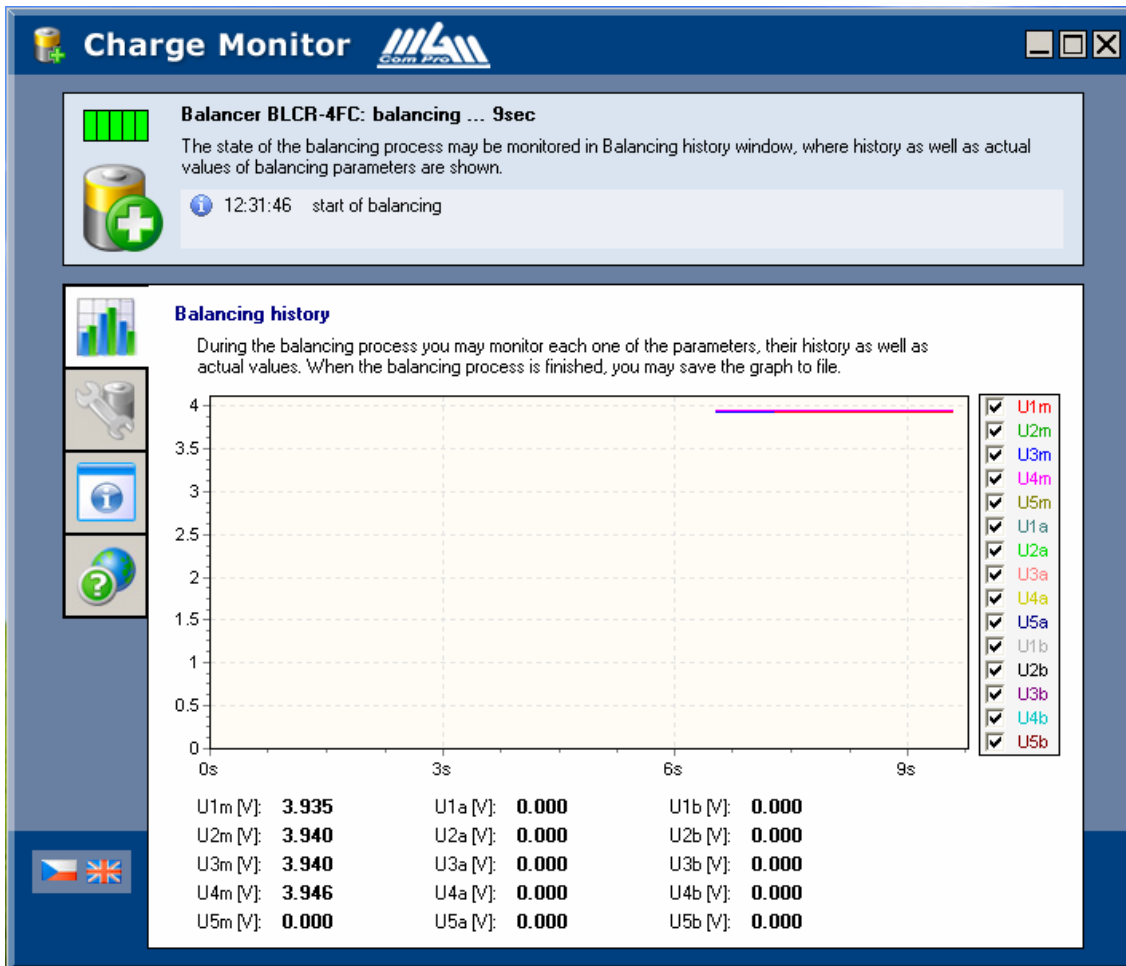 Charge Monitor
MGM
Com Pro
Balancer BLCR-4FC: balancing ... 9sec
The state of the balancing process may be monitored in Balancing history window, where history as well as actual
values of balancing parameters are shown.
12:31:46 start of balancing
Balancing history
During the balancing process you may monitor each one of the parameters, their history as well as
actual values. When the balancing process is finished, you may save the graph to file.
4
3.5
3
2.5
2
1.5
1
0.5
0
0s 3s 6s 9s
U1m
U2m
U3m
U4m
U5m
U1a
U2a
U3a
U4a
U5a
U1b
U2b
U3b
U4b
U5b
U1m [V]: 3.935 U1a [V]: 0.000 U1b [V]: 0.000
U2m [V]: 3.940 U2a [V]: 0.000 U2b [V]: 0.000
U3m [V]: 3.940 U3a [V]: 0.000 U3b [V]: 0.000
U4m [V]: 3.946 U4a [V]: 0.000 U4b [V]: 0.000
U5m [V]: 0.000 U5a [V]: 0.000 U5b [V]: 0.000